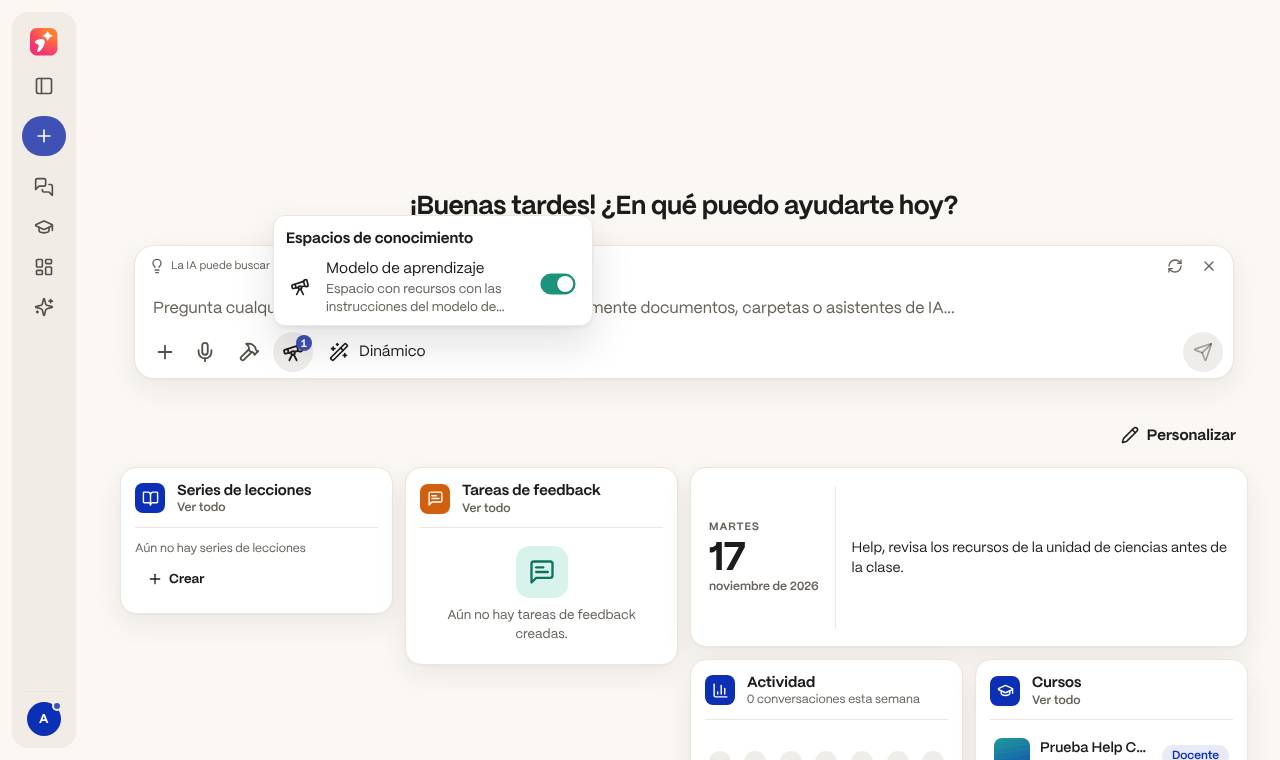 ¡Buenas tardes! ¿En qué puedo ayudarte hoy?
Espacios de conocimiento
Modelo de aprendizaje
Espacio con recursos con las
instrucciones del modelo de...
La IA puede buscar
Pregunta cualqu
mente documentos, carpetas o asistentes de IA...
1
Dinámico
Personalizar
Series de lecciones
Ver todo
Aún no hay series de lecciones
Crear
Tareas de feedback
Ver todo
Aún no hay tareas de feedback
creadas.
MARTES
17
noviembre de 2026
Help, revisa los recursos de la unidad de ciencias antes de
la clase.
Actividad
0 conversaciones esta semana
Cursos
Ver todo
Prueba Help C...
Docente
A